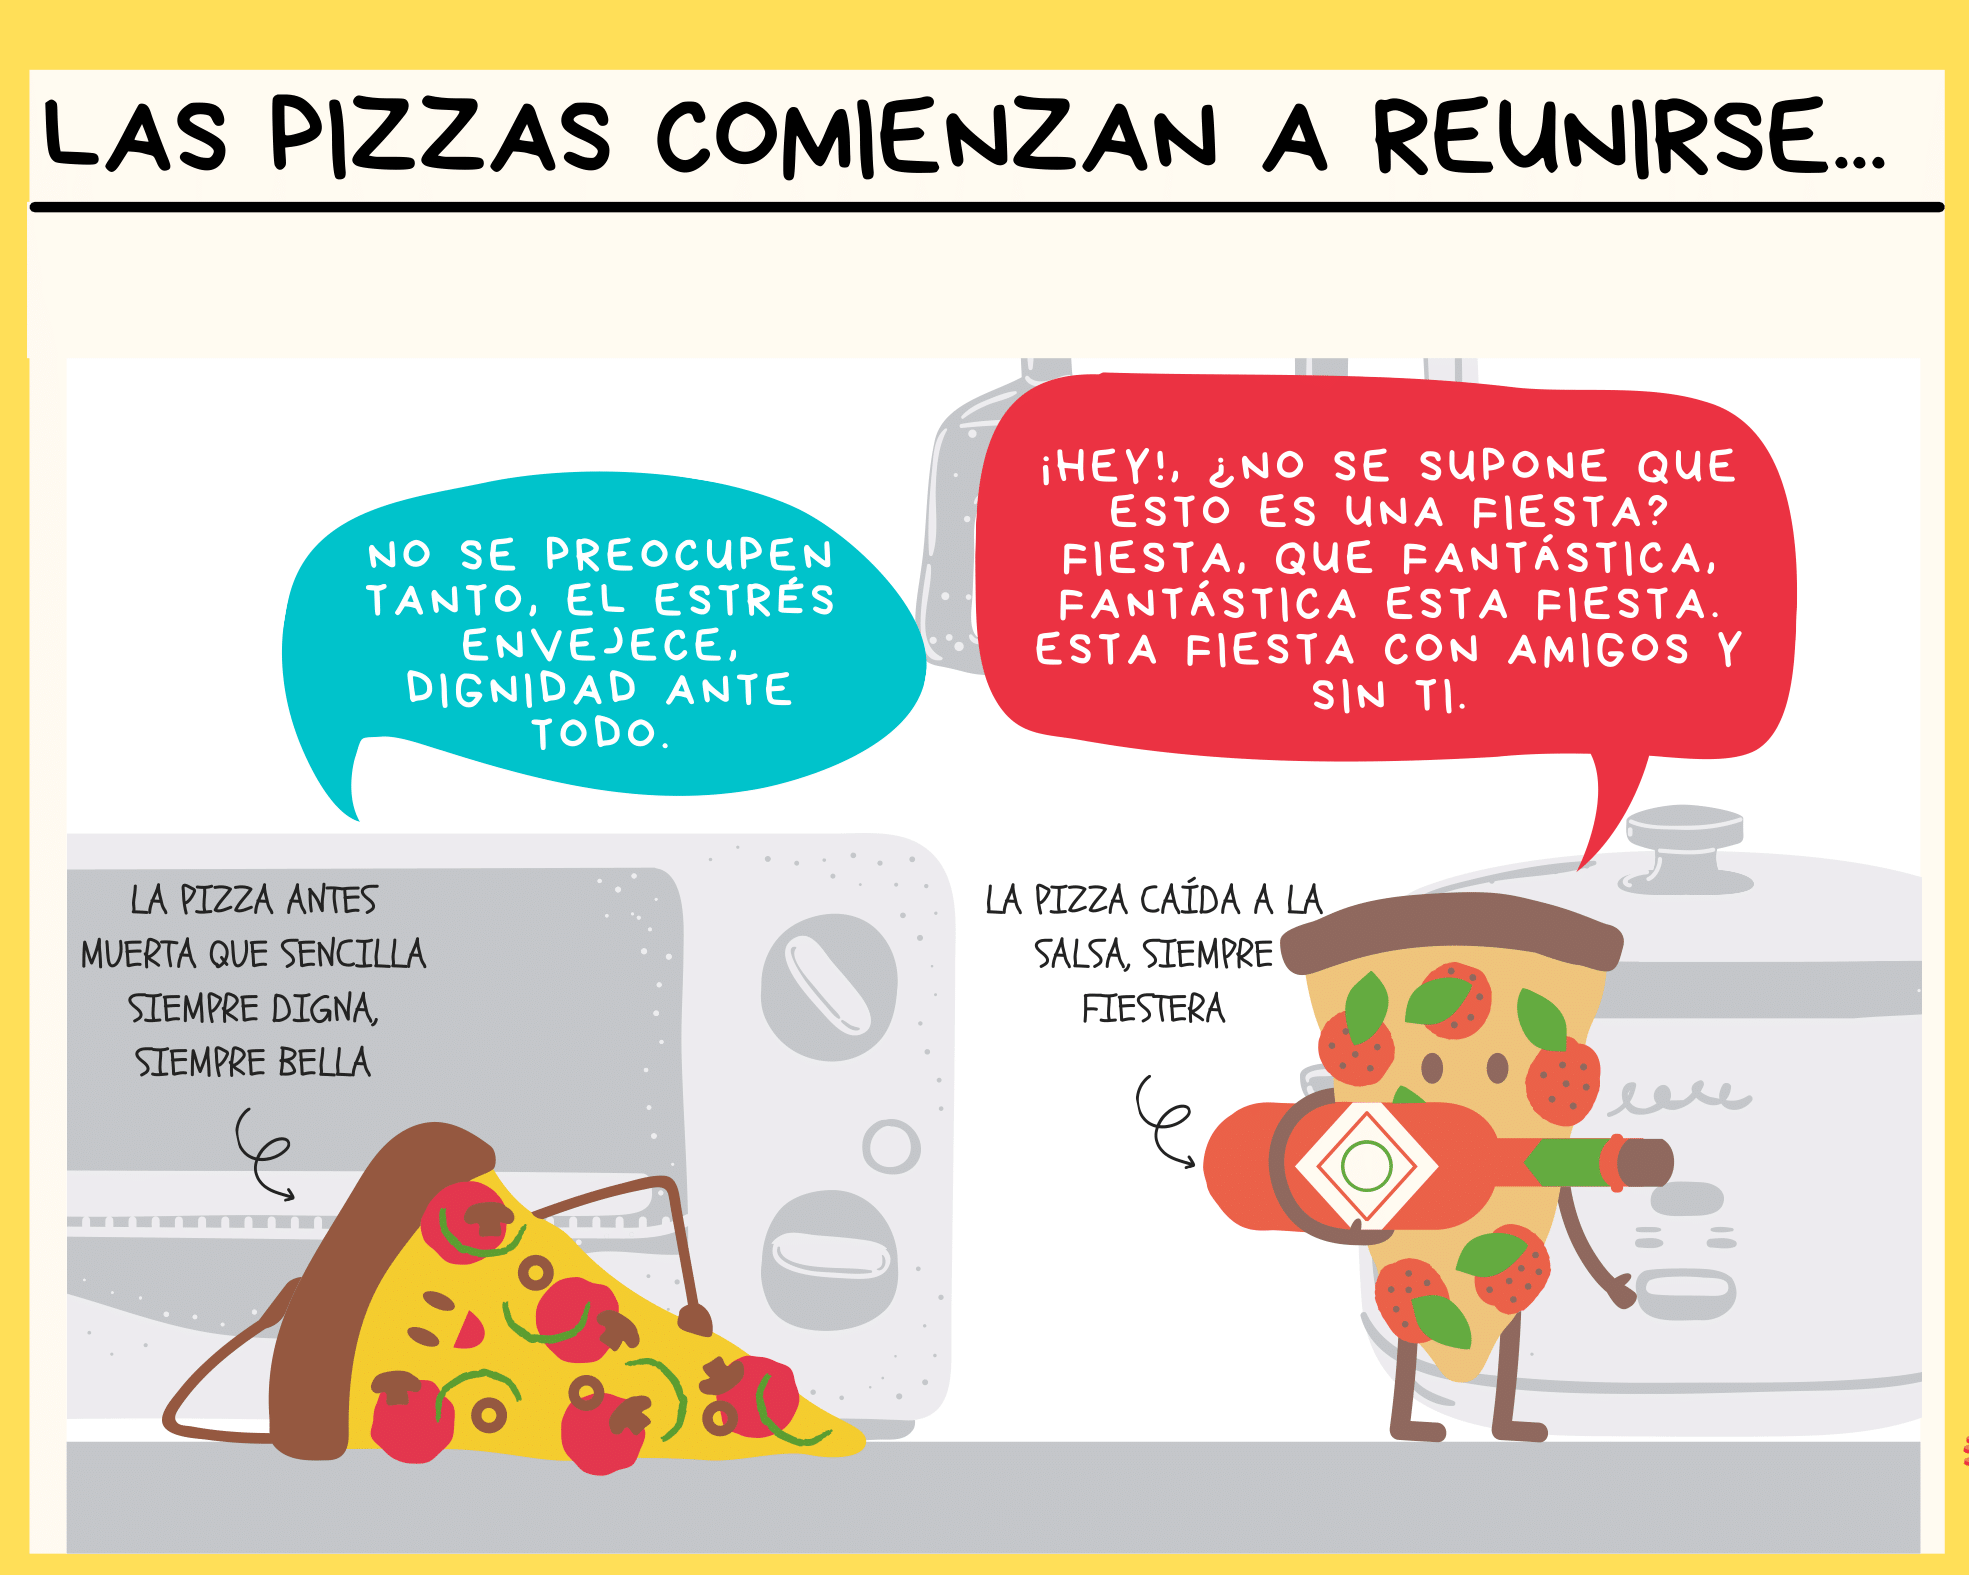 LAS PIZZAS COMIENZAN A REUNIRSE...
NO SE PREOCUPEN
TANTO, EL ESTRÉS
ENVEJECE,
DIGNIDAD ANTE
TODO.
¡HEY!, ¿NO SE SUPONE QUE
ESTO ES UNA FIESTA?
FIESTA, QUE FANTÁSTICA,
FANTÁSTICA ESTA FIESTA.
ESTA FIESTA CON AMIGOS Y
SIN TI.
LA PIZZA ANTES
MUERTA QUE SENCILLA
SIEMPRE DIGNA,
SIEMPRE BELLA
LA PIZZA CAÍDA A LA
SALSA, SIEMPRE
FIESTERA